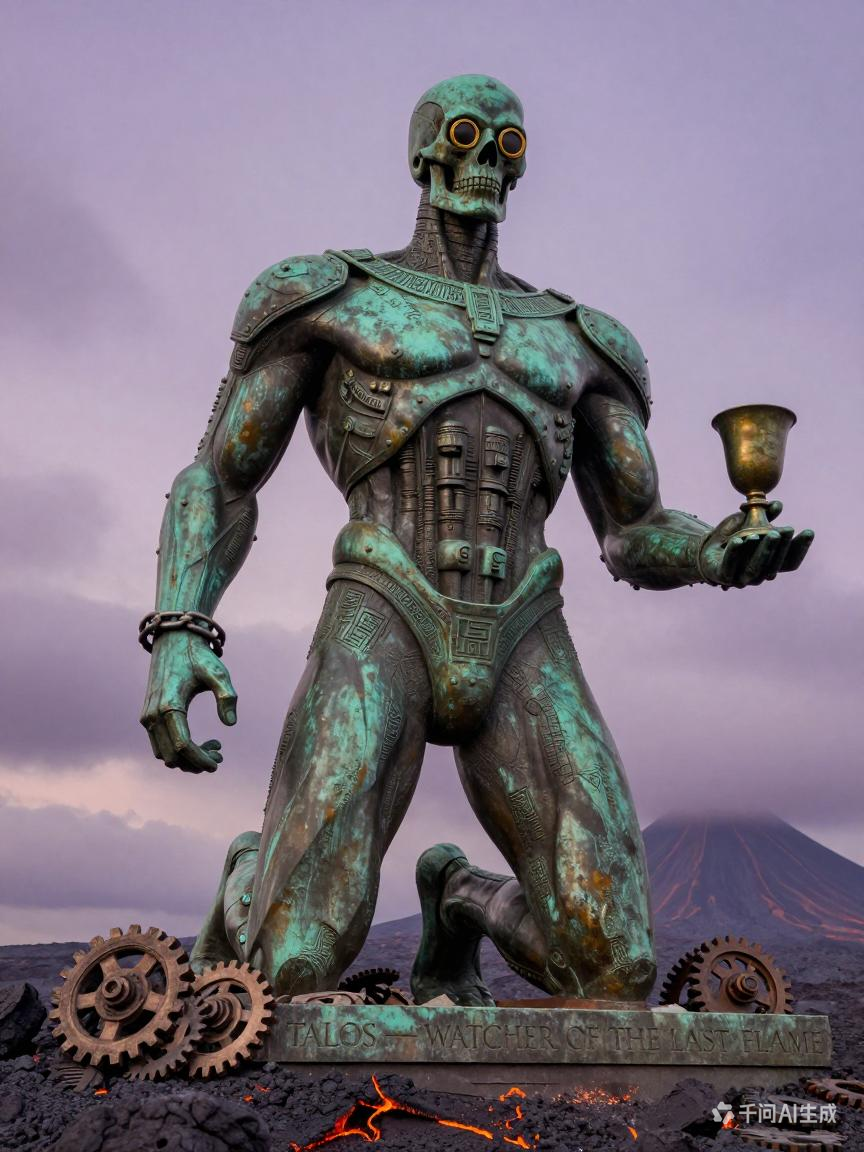 TALOS — WATCHER OF THE LAST FLAME
千问AI生成